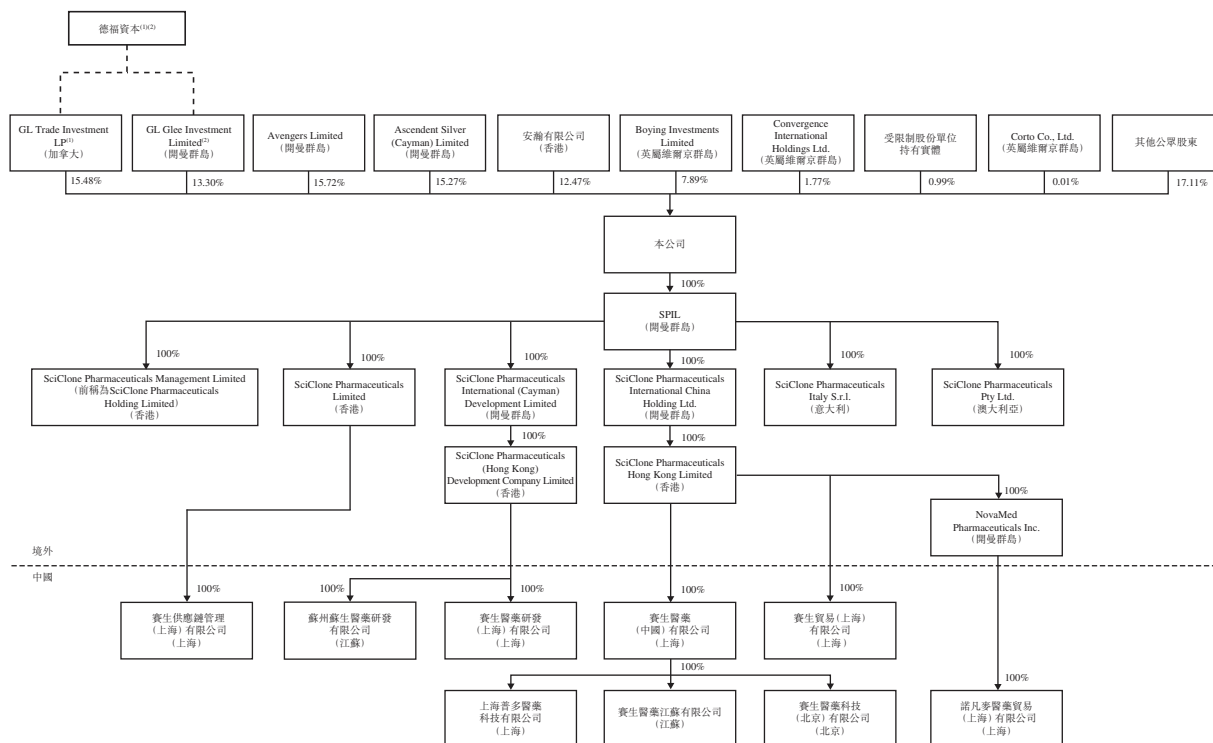 德福資本(1)(2)
GL Trade Investment
LP(1)
(加拿大)
GL Glee Investment
Limited(2)
(開曼群島)
Avengers Limited
(開曼群島)
Ascendent Silver
(Cayman) Limited
(開曼群島)
安瀚有限公司
(香港)
Boying Investments
Limited
(英屬維爾京群島)
Convergence
International
Holdings Ltd.
(英屬維爾京群島)
受限制股份單位
持有實體
Corto Co., Ltd.
(英屬維爾京群島)
其他公眾股東
15.48%
13.30%
15.72%
15.27%
12.47%
7.89%
1.77%
0.99%
0.01%
17.11%
本公司
100%
SPIL
(開曼群島)
100%
100%
100%
100%
100%
100%
SciClone Pharmaceuticals Management Limited
(前稱為SciClone Pharmaceuticals
Holding Limited)
(香港)
SciClone Pharmaceuticals
Limited
(香港)
SciClone Pharmaceuticals
International (Cayman)
Development Limited
(開曼群島)
SciClone Pharmaceuticals
International China
Holding Ltd.
(開曼群島)
SciClone Pharmaceuticals
Italy S.r.l.
(意大利)
SciClone Pharmaceuticals
Pty Ltd.
(澳大利亞)
100%
100%
SciClone Pharmaceuticals
(Hong Kong)
Development Company Limited
(香港)
SciClone Pharmaceuticals
Hong Kong Limited
(香港)
100%
NovaMed
Pharmaceuticals Inc.
(開曼群島)
境外
中國
100%
100%
100%
100%
100%
賽生供應鏈管理
(上海)有限公司
(上海)
蘇州蘇生醫藥研發
有限公司
(江蘇)
賽生醫藥研發
(上海)有限公司
(上海)
賽生醫藥
(中國)有限公司
(上海)
賽生貿易(上海)
有限公司
(上海)
100%
100%
上海普多醫藥
科技有限公司
(上海)
賽生醫藥江蘇有限公司
(江蘇)
賽生醫藥科技
(北京)有限公司
(北京)
諾凡麥醫藥貿易
(上海)有限公司
(上海)